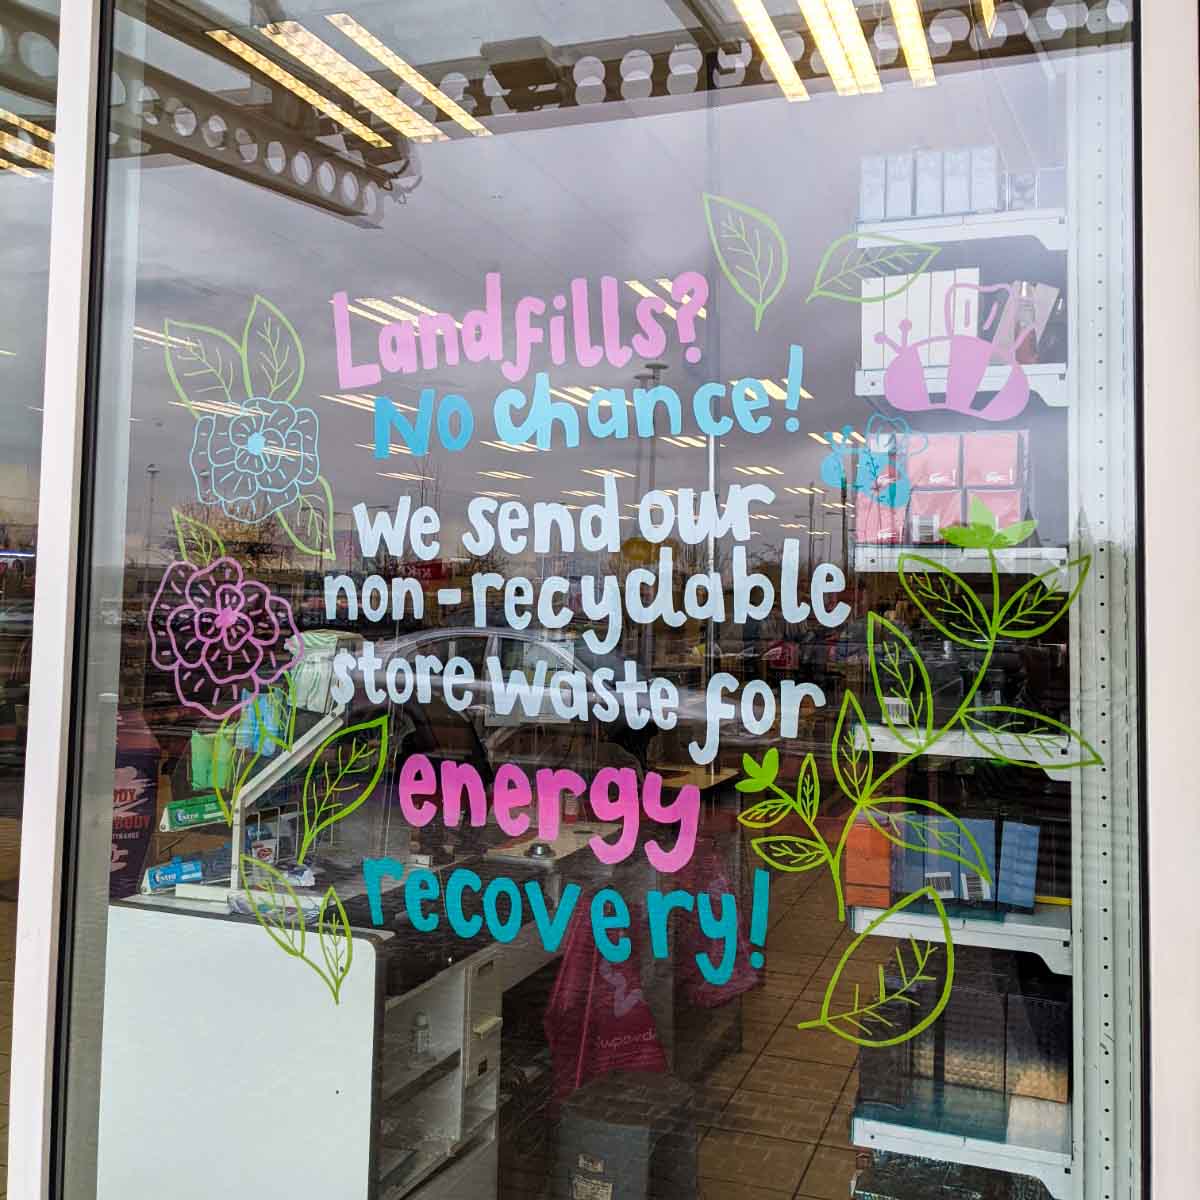 Landfills?
No chance!
We send our
non-recyclable
store waste for
energy
recovery!